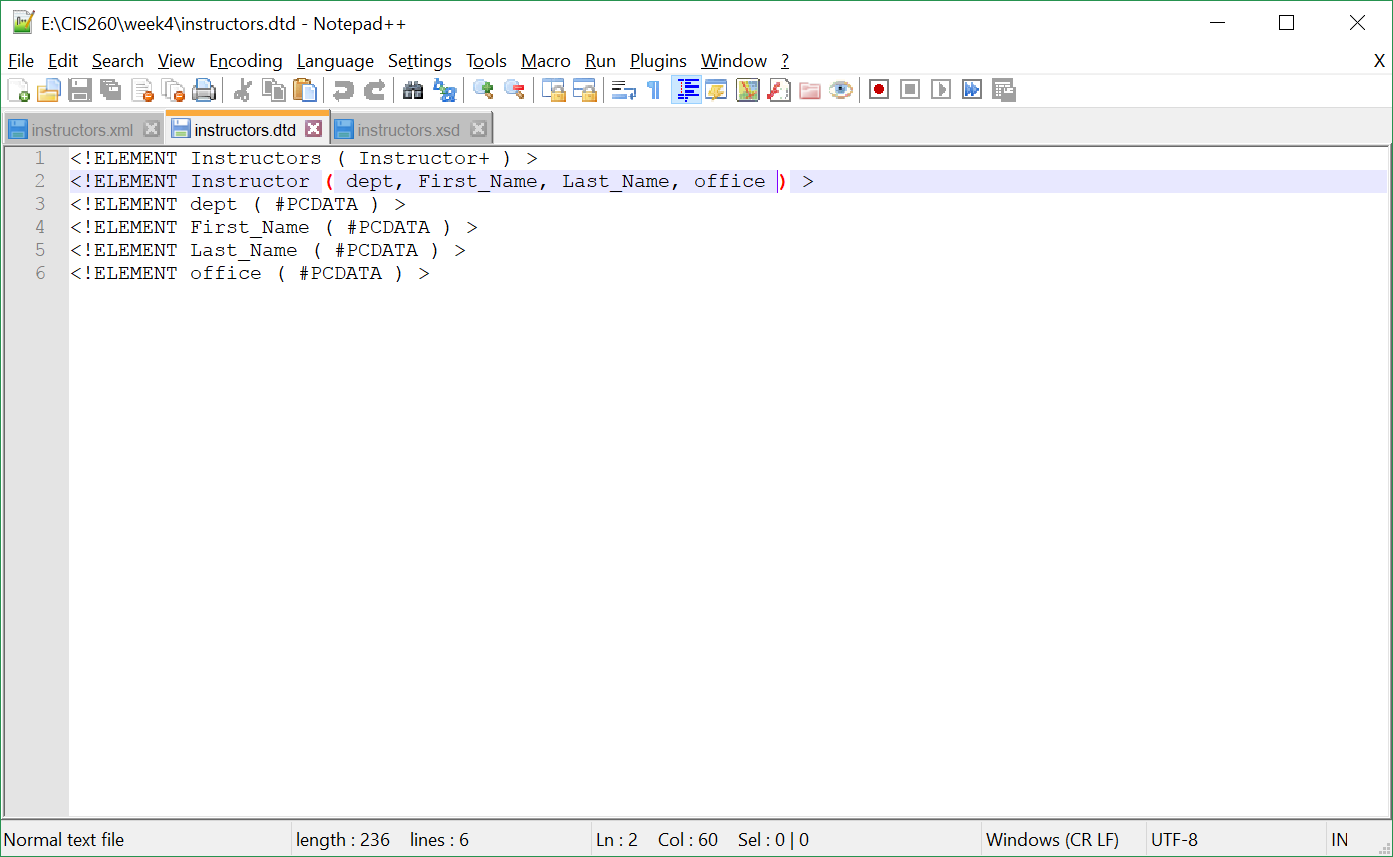 E:\CIS260\week4\instructors.dtd - Notepad++
File Edit Search View Encoding Language Settings Tools Macro Run Plugins Window ? X
instructors.xml instructors.dtd instructors.xsd
1 <!ELEMENT Instructors ( Instructor+ ) >
2 <!ELEMENT Instructor ( dept, First_Name, Last_Name, office ) >
3 <!ELEMENT dept ( #PCDATA ) >
4 <!ELEMENT First_Name ( #PCDATA ) >
5 <!ELEMENT Last_Name ( #PCDATA ) >
6 <!ELEMENT office ( #PCDATA ) >
Normal text file length : 236 lines : 6 Ln : 2 Col : 60 Sel : 0 | 0 Windows (CR LF) UTF-8 IN